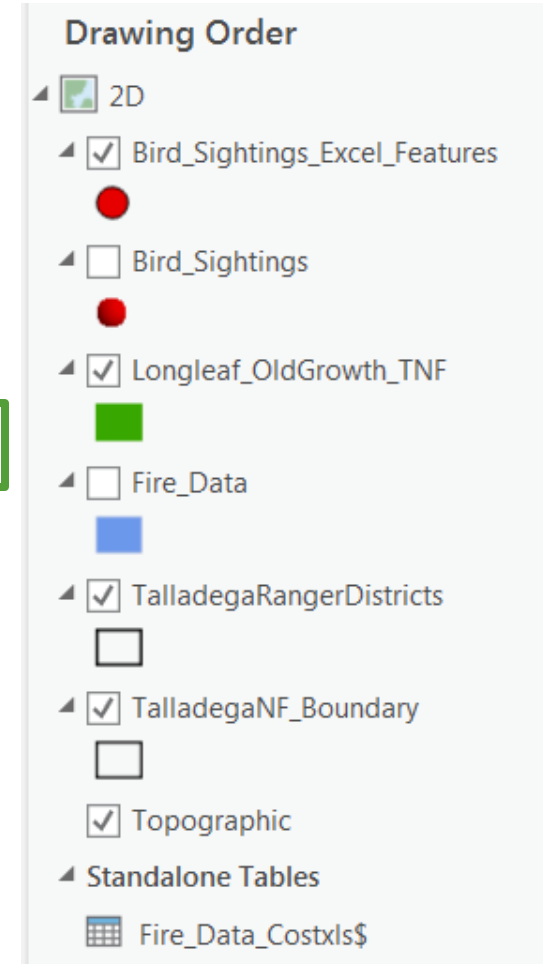 Drawing Order
2D
Bird_Sightings_Excel_Features
Bird_Sightings
Longleaf_OldGrowth_TNF
Fire_Data
TalladegaRangerDistricts
TalladegaNF_Boundary
Topographic
Standalone Tables
Fire_Data_Costxls$